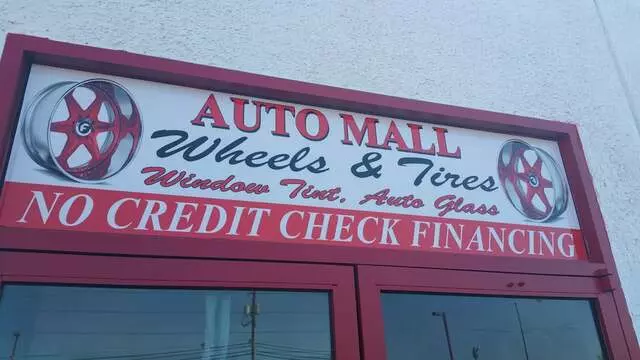 AUTO MALL
Wheels & Tires
Window Tint, Auto Glass
NO CREDIT CHECK FINANCING